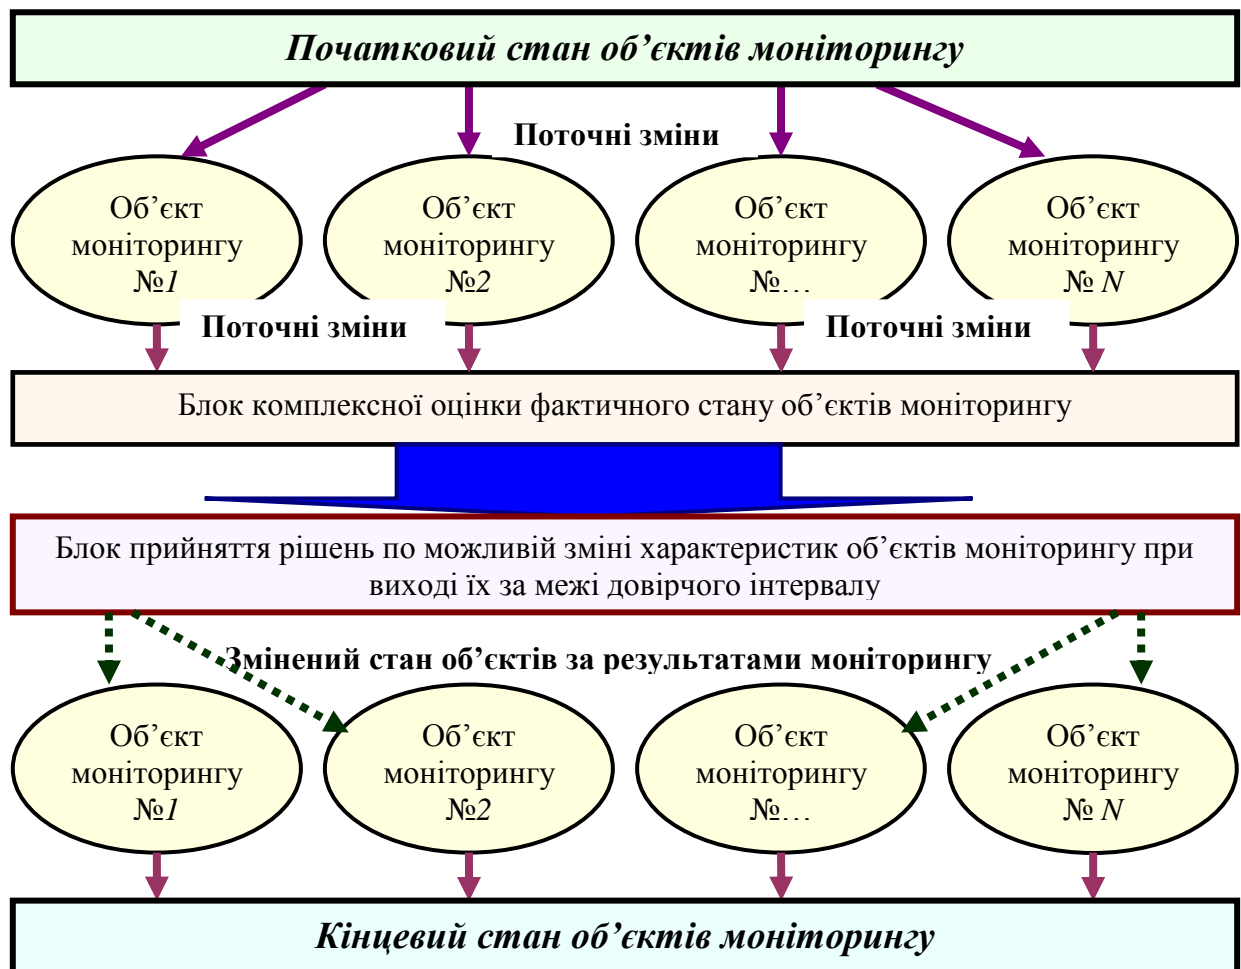 Початковий стан об’єктів моніторингу
Поточні зміни
Об’єкт
моніторингу
№1
Об’єкт
моніторингу
№2
Об’єкт
моніторингу
№…
Об’єкт
моніторингу
№ N
Поточні зміни
Поточні зміни
Блок комплексної оцінки фактичного стану об’єктів моніторингу
Блок прийняття рішень по можливій зміні характеристик об’єктів моніторингу при
виході їх за межі довірчого інтервалу
Змінений стан об’єктів за результатами моніторингу
Об’єкт
моніторингу
№1
Об’єкт
моніторингу
№2
Об’єкт
моніторингу
№…
Об’єкт
моніторингу
№ N
Кінцевий стан об’єктів моніторингу